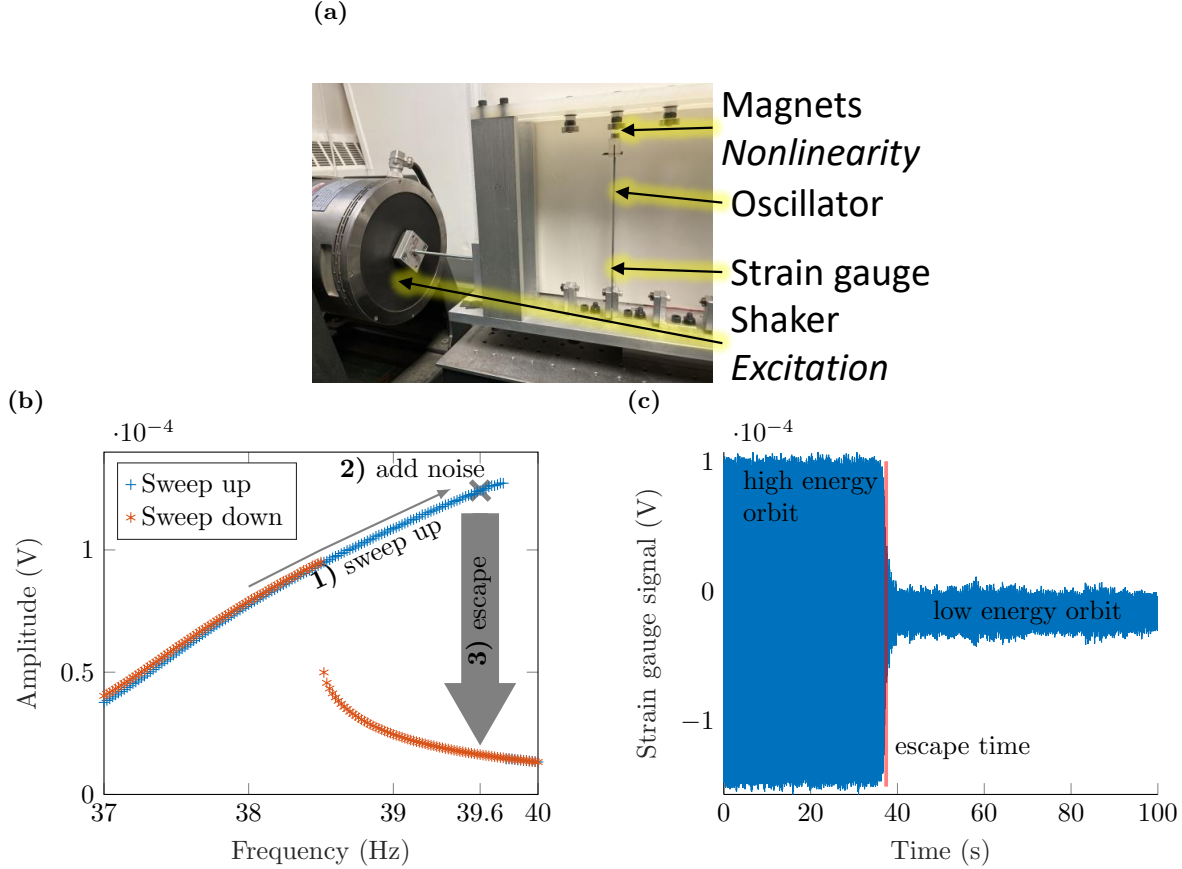 (a)
Magnets
Nonlinearity
Oscillator
Strain gauge
Shaker
Excitation
(b)
·10⁻⁴
Sweep up
Sweep down
2) add noise
1) sweep up
3) escape
1
0.5
0
37
38
39
39.6
40
Amplitude (V)
Frequency (Hz)
(c)
·10⁻⁴
high energy
orbit
low energy orbit
escape time
1
0
−1
0
20
40
60
80
100
Strain gauge signal (V)
Time (s)